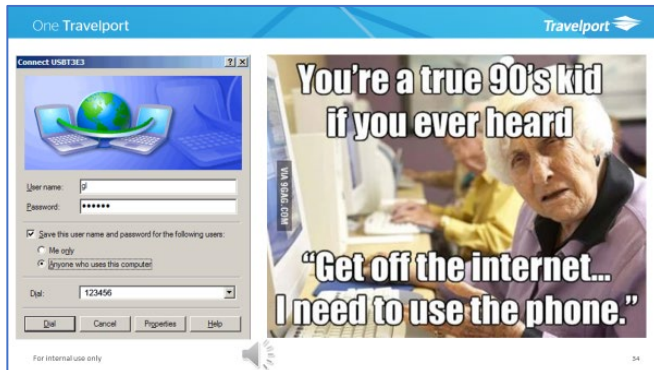 One Travelport
Travelport
Connect USBT3E3
User name:
gl
Password:
••••••
Save this user name and password for the following users:
Me only
Anyone who uses this computer
Dial:
123456
Dial
Cancel
Properties
Help
You're a true 90's kid
if you ever heard
VIA 9GAG.COM
"Get off the internet...
I need to use the phone."
For internal use only
34